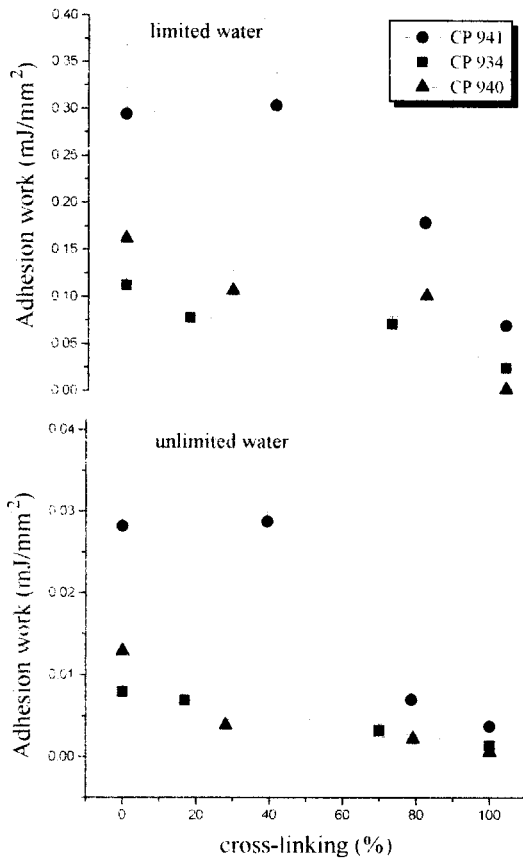 limited water
CP 941
CP 934
CP 940
Adhesion work (mJ/mm²)
0.40
0.35
0.30
0.25
0.20
0.15
0.10
0.05
0.00
unlimited water
Adhesion work (mJ/mm²)
0.04
0.03
0.02
0.01
0.00
0
20
40
60
80
100
cross-linking (%)